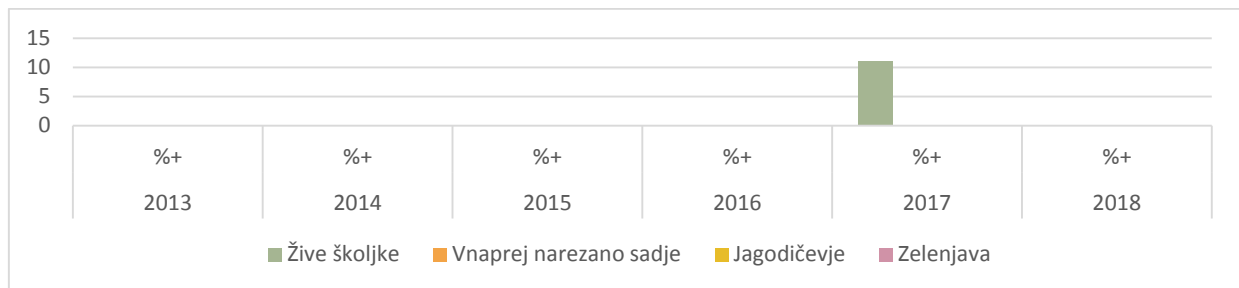 15
10
5
0
%+ %+ %+ %+ %+ %+
2013 2014 2015 2016 2017 2018
Žive školjke Vnaprej narezano sadje Jagodičevje Zelenjava